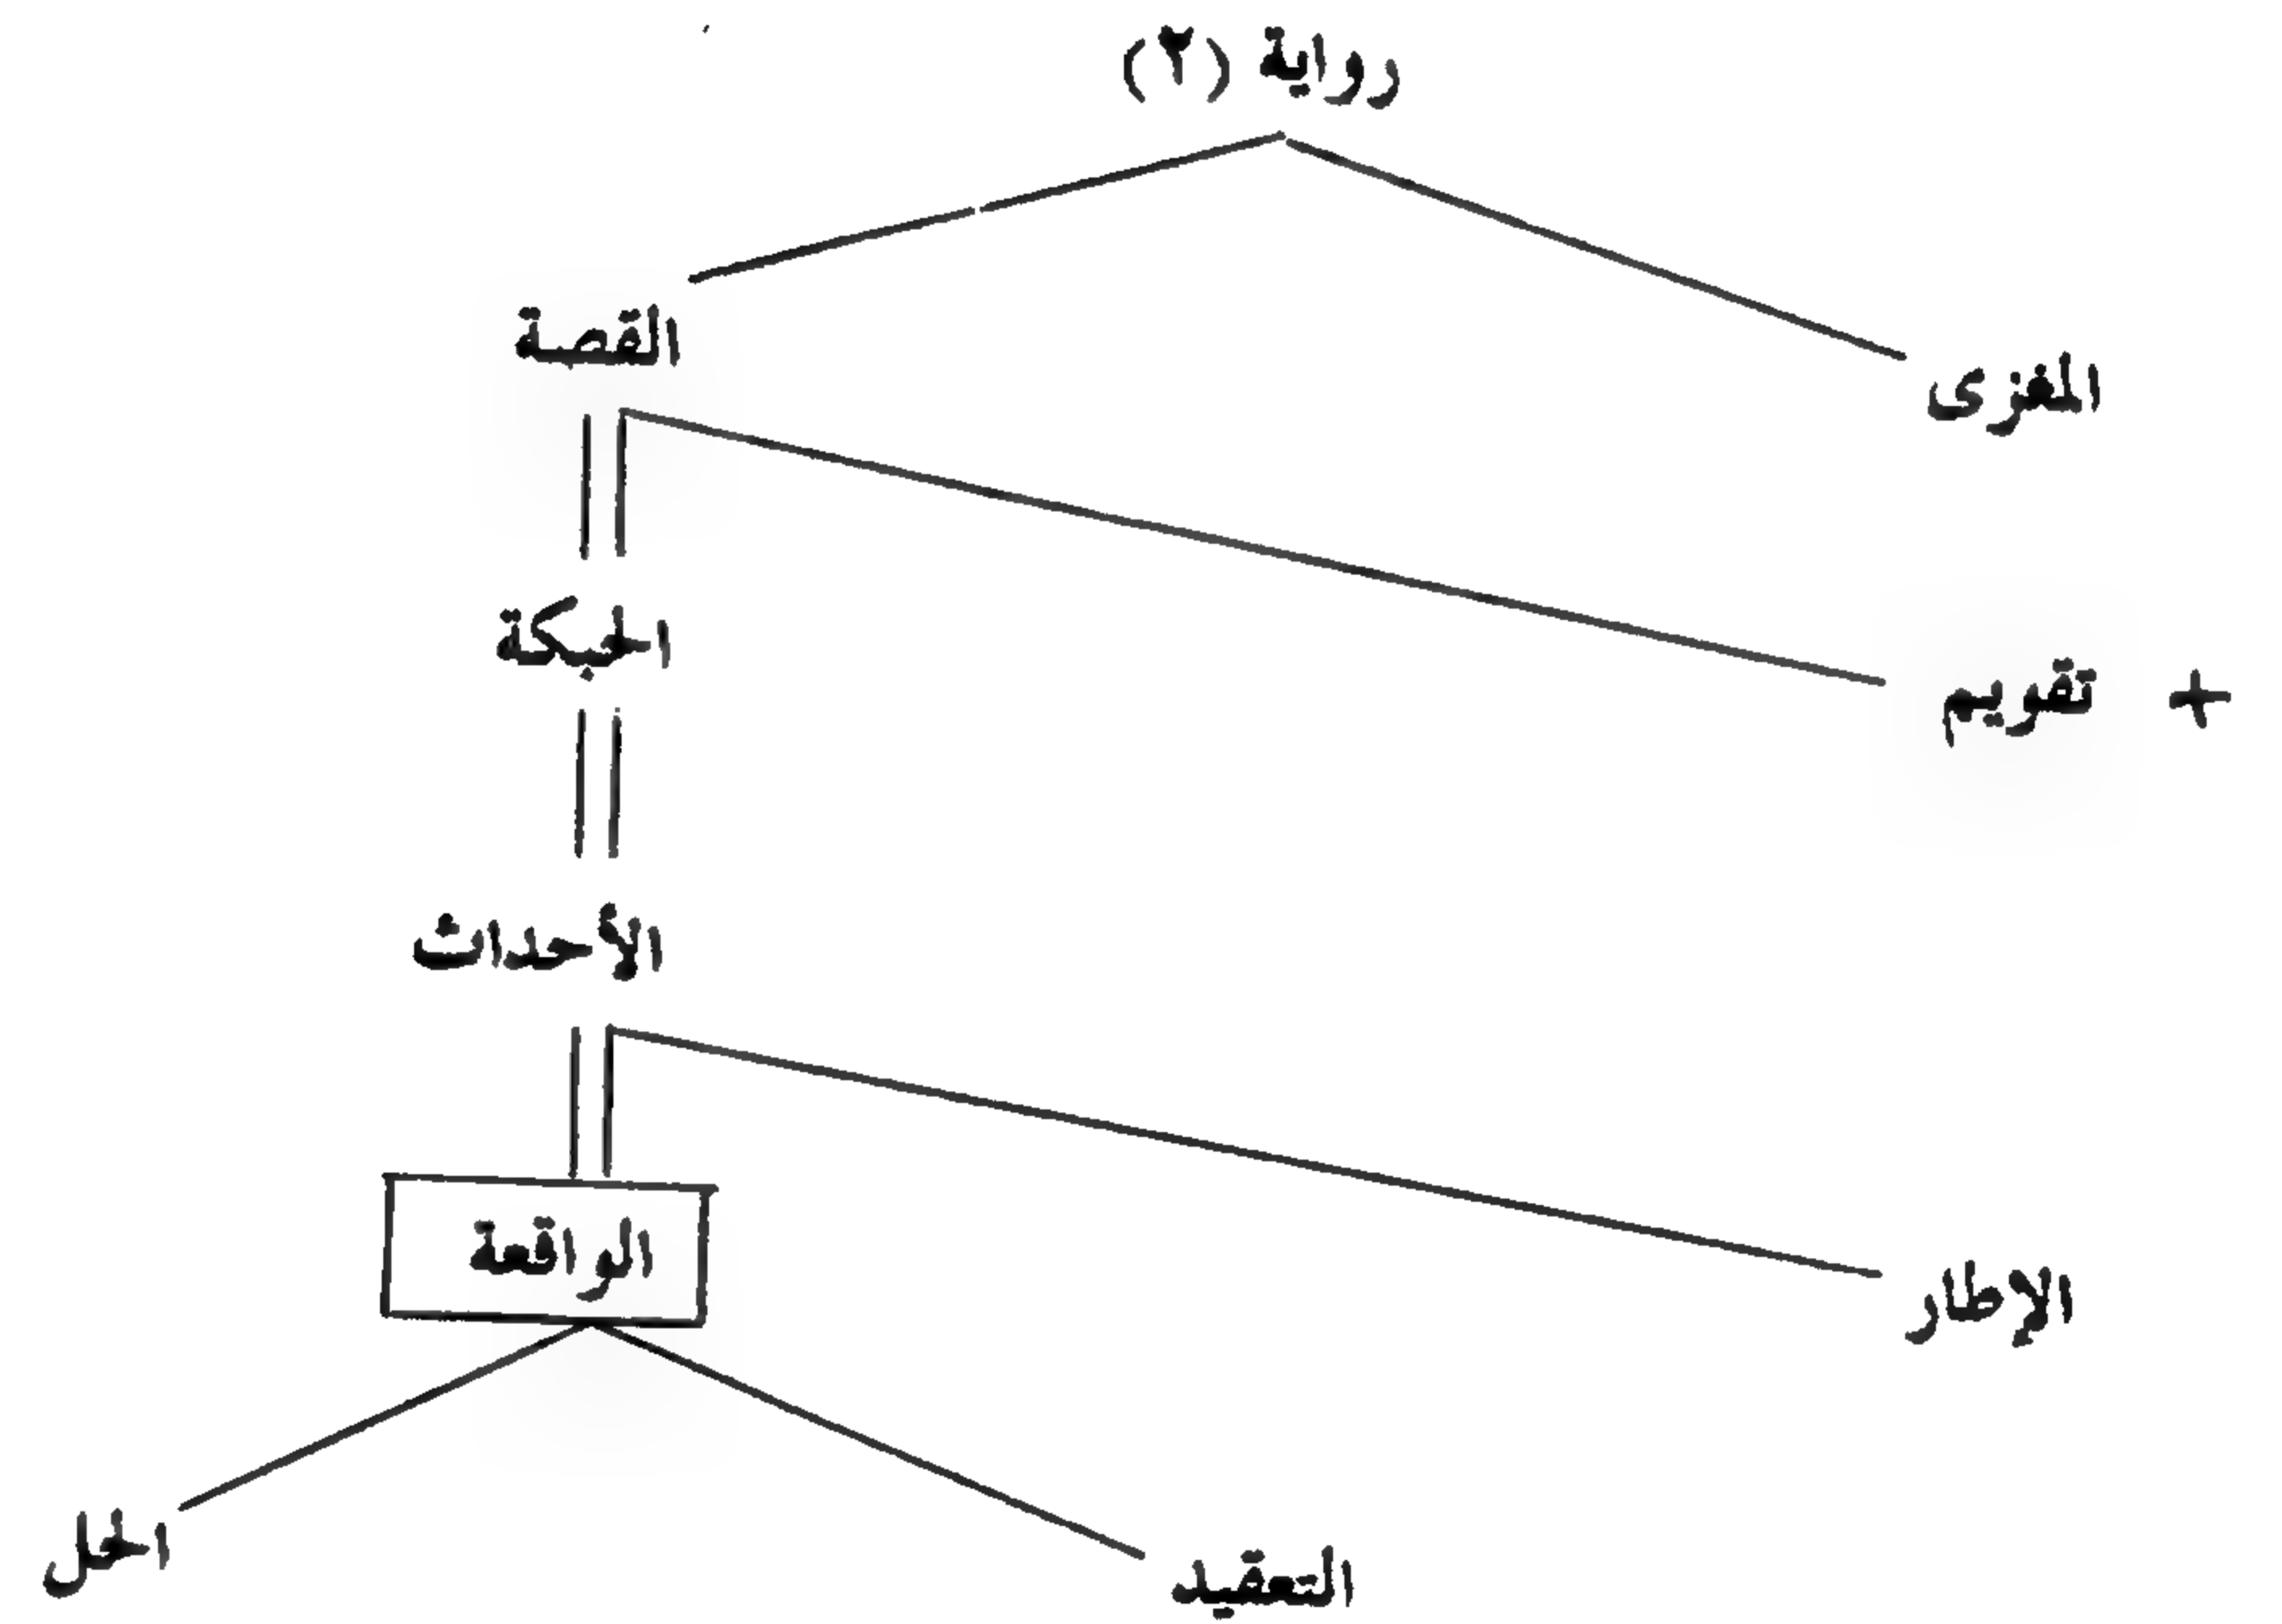 رواية (٢)
القصة
المغزى
الحبكة
+ تقويم
الأحداث
الواقعة
الإطار
الحل
التعقيد